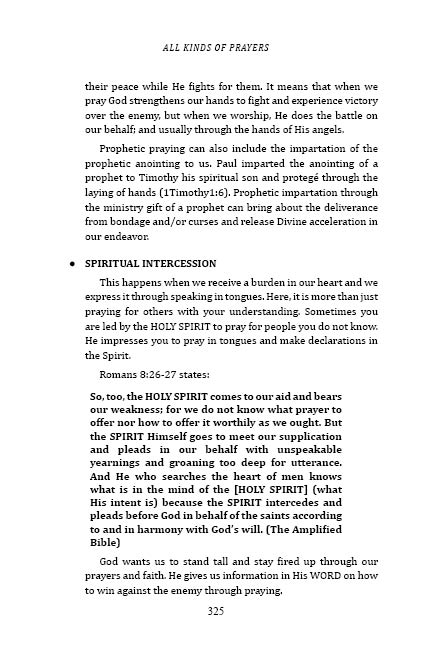 ALL KINDS OF PRAYERS
their peace while He fights for them. It means that when we
pray God strengthens our hands to fight and experience victory
over the enemy, but when we worship, He does the battle on
our behalf; and usually through the hands of His angels.
Prophetic praying can also include the impartation of the
prophetic anointing to us. Paul imparted the anointing of a
prophet to Timothy his spiritual son and protegé through the
laying of hands (1Timothy1:6). Prophetic impartation through
the ministry gift of a prophet can bring about the deliverance
from bondage and/or curses and release Divine acceleration in
our endeavor.
● SPIRITUAL INTERCESSION
This happens when we receive a burden in our heart and we
express it through speaking in tongues. Here, it is more than just
praying for others with your understanding. Sometimes you
are led by the HOLY SPIRIT to pray for people you do not know.
He impresses you to pray in tongues and make declarations in
the Spirit.
Romans 8:26-27 states:
So, too, the HOLY SPIRIT comes to our aid and bears
our weakness; for we do not know what prayer to
offer nor how to offer it worthily as we ought. But
the SPIRIT Himself goes to meet our supplication
and pleads in our behalf with unspeakable
yearnings and groaning too deep for utterance.
And He who searches the heart of men knows
what is in the mind of the [HOLY SPIRIT] (what
His intent is) because the SPIRIT intercedes and
pleads before God in behalf of the saints according
to and in harmony with God's will. (The Amplified
Bible)
God wants us to stand tall and stay fired up through our
prayers and faith. He gives us information in His WORD on how
to win against the enemy through praying.
325